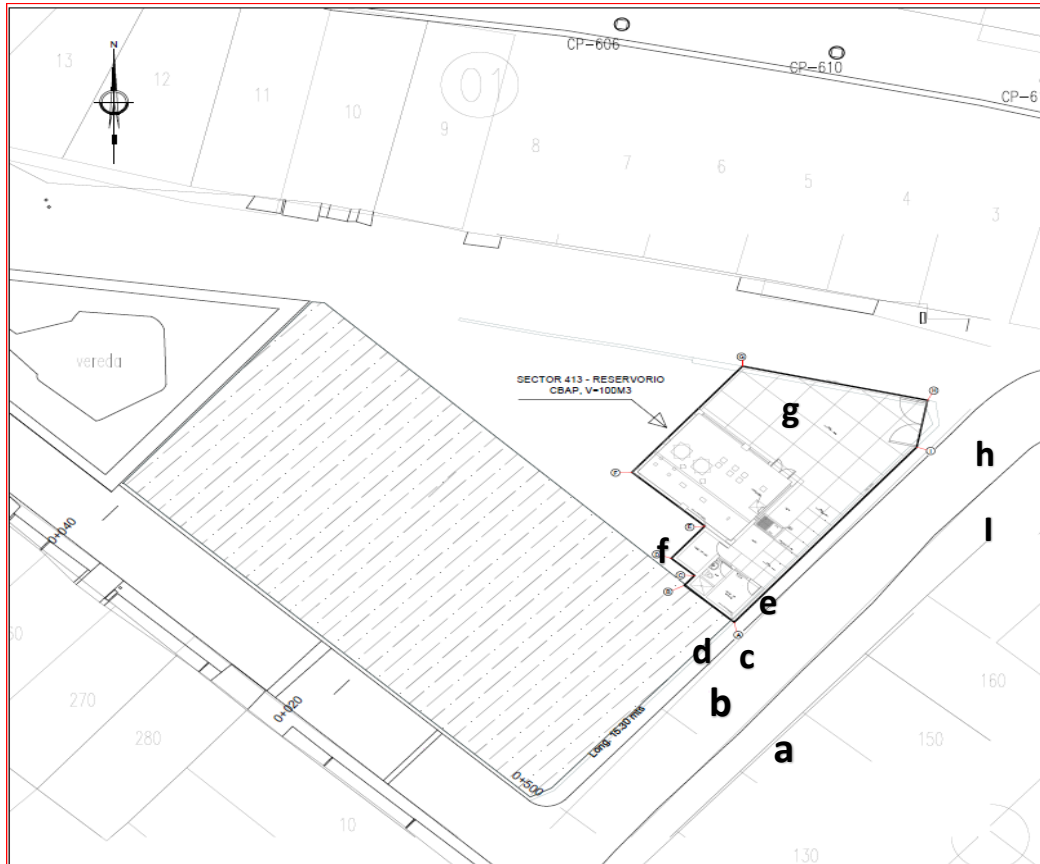 N
CP-606
CP-610
CP-6
13
12
11
10
9
8
7
6
5
4
3
01
vereda
SECTOR 413 - RESERVORIO
CBAP, V=100M3
G
H
g
h
I
F
E
l
f
C
B
e
A
d
c
b
a
0+040
0+020
0+500
Long. 15.30 mts
270
280
10
160
150
130